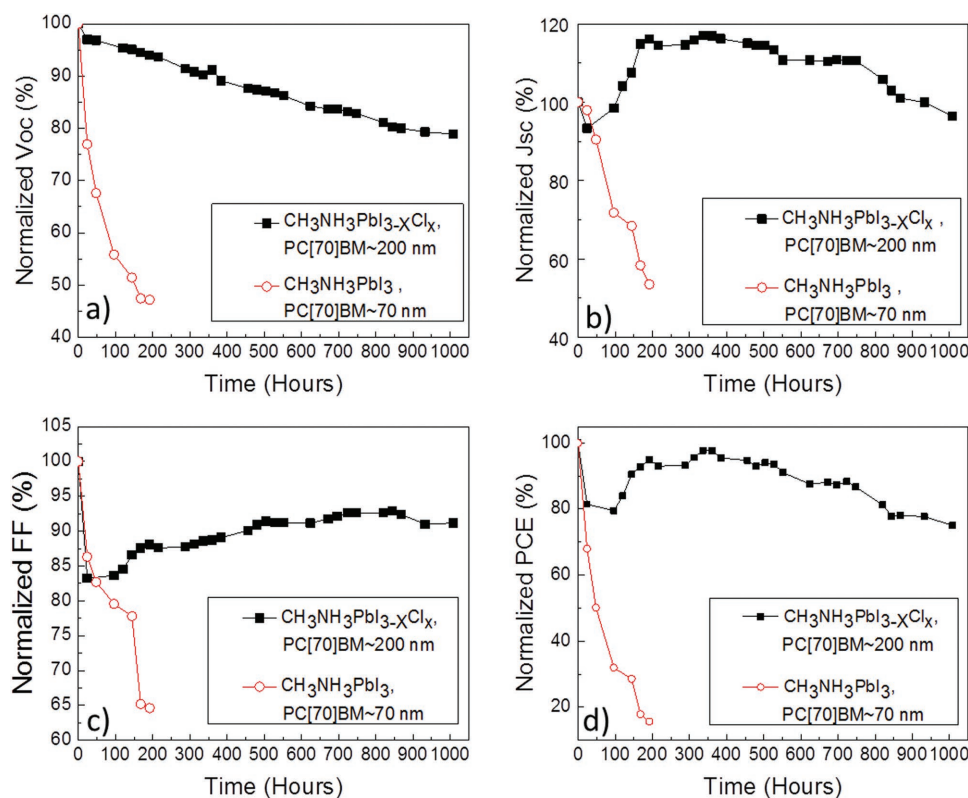 Normalized Voc (%)
100
90
80
70
60
50
40
CH3NH3PbI3-XClX,
PC[70]BM~200 nm
CH3NH3PbI3 ,
PC[70]BM~70 nm
a)
0 100 200 300 400 500 600 700 800 900 1000
Time (Hours)
Normalized Jsc (%)
120
100
80
60
40
CH3NH3PbI3-XClX ,
PC[70]BM~200 nm
CH3NH3PbI3 ,
PC[70]BM~70 nm
b)
0 100 200 300 400 500 600 700 800 900 1000
Time (Hours)
Normalized FF (%)
105
100
95
90
85
80
75
70
65
60
CH3NH3PbI3-XClX,
PC[70]BM~200 nm
CH3NH3PbI3,
PC[70]BM~70 nm
c)
0 100 200 300 400 500 600 700 800 900 1000
Time (Hours)
Normalized PCE (%)
100
80
60
40
20
CH3NH3PbI3-XClX,
PC[70]BM~200 nm
CH3NH3PbI3,
PC[70]BM~70 nm
d)
0 100 200 300 400 500 600 700 800 900 1000
Time (Hours)